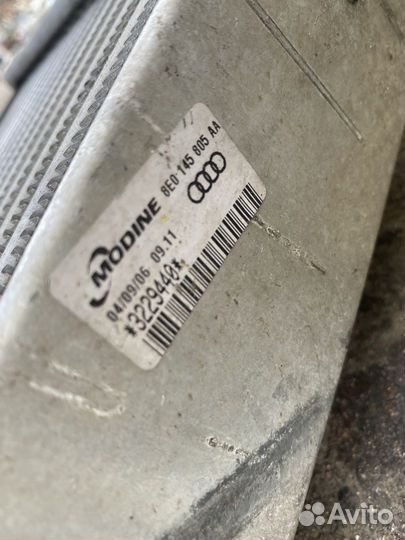 MODINE 8E0 145 805 AA
04/09/06 09.11
*3229440*
Avito